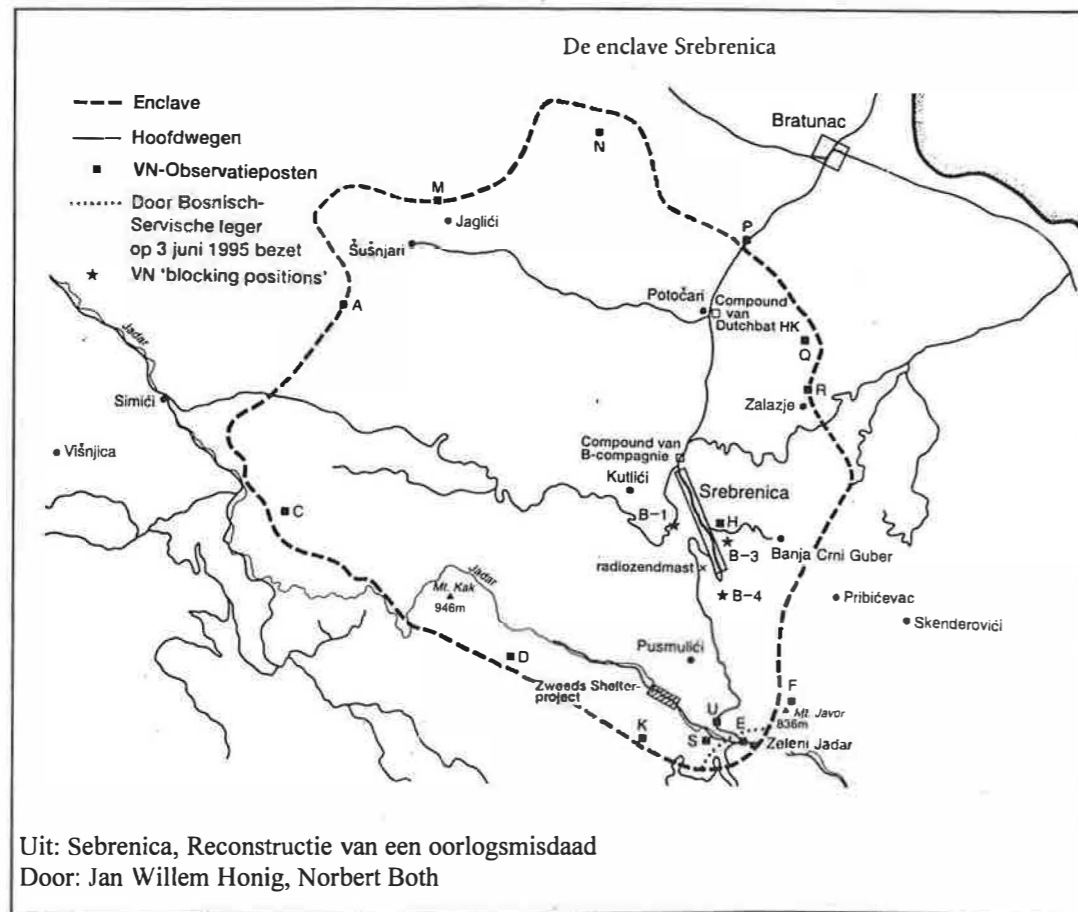 De enclave Srebrenica
Enclave
Hoofdwegen
VN-Observatieposten
Door Bosnisch-
Servische leger
op 3 juni 1995 bezet
VN 'blocking positions'
Bratunac
N
M
Jaglići
Šušnjari
P
A
Potočari
Compound
van
Dutchbat HK
Jadar
Q
R
Simići
Zalazje
Višnjica
Compound van
B-compagnie
Kutlići
Srebrenica
C
B-1
H
B-3
Banja Crni Guber
radiozendmast
Jadar
Mt. Kak
946m
B-4
Pribićevac
Skenderovići
D
Pusmulići
Zweeds Shelter-
project
F
Mt. Javor
836m
U
K
S
E
Zeleni Jadar
Uit: Sebrenica, Reconstructie van een oorlogsmisdaad
Door: Jan Willem Honig, Norbert Both